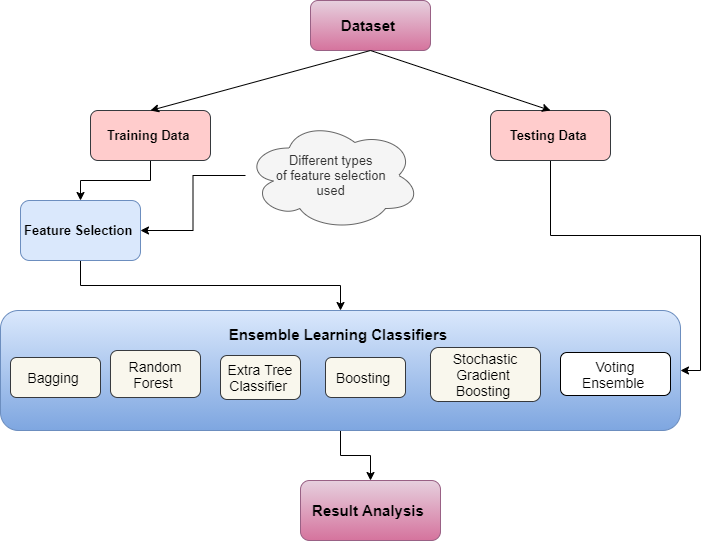 Dataset
Training Data
Testing Data
Different types
of feature selection
used
Feature Selection
Ensemble Learning Classifiers
Bagging
Random
Forest
Extra Tree
Classifier
Boosting
Stochastic
Gradient
Boosting
Voting
Ensemble
Result Analysis